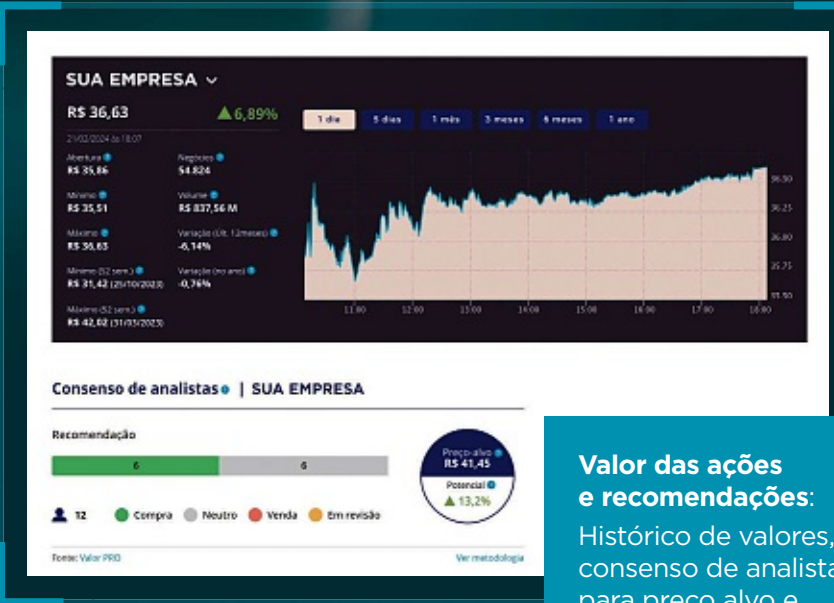 SUA EMPRESA
R$ 36,63 6,89%
21/02/2024 às 18:07
Abertura Negócios
R$ 35,86 54.824
Mínimo Volume
R$ 35,51 R$ 837,56 M
Máximo Variação (Últ. 12meses)
R$ 36,63 -6,14%
Mínimo (52 sem.) Variação (no ano)
R$ 31,42 (25/10/2023) -0,76%
Máximo (52 sem.)
R$ 42,02 (31/03/2023)
1 dia 5 dias 1 mês 3 meses 6 meses 1 ano
36.50
36.25
36.00
35.75
35.50
11:00 12:00 13:00 14:00 15:00 16:00 17:00 18:00
Consenso de analistas | SUA EMPRESA
Recomendação
6 6
12 Compra Neutro Venda Em revisão
Preço-alvo
R$ 41,45
Potencial
13,2%
Fonte: Valor PRO Ver metodologia
Valor das ações
e recomendações:
Histórico de valores,
consenso de analista
para preço alvo e